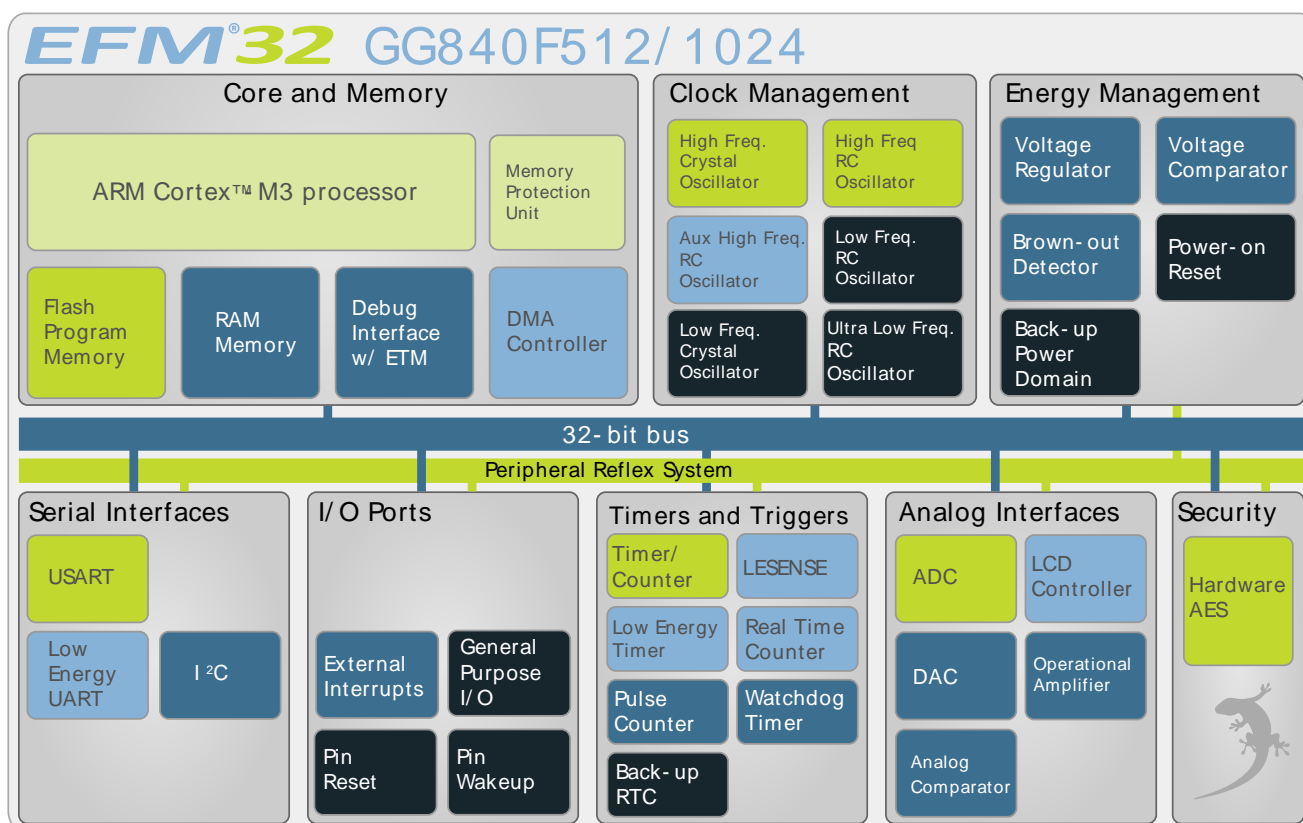 EFM®32 GG840F512/1024
Core and Memory
ARM Cortex™ M3 processor
Memory
Protection
Unit
Flash
Program
Memory
RAM
Memory
Debug
Interface
w/ ETM
DMA
Controller
Clock Management
High Freq.
Crystal
Oscillator
High Freq
RC
Oscillator
Aux High Freq.
RC
Oscillator
Low Freq.
RC
Oscillator
Low Freq.
Crystal
Oscillator
Ultra Low Freq.
RC
Oscillator
Energy Management
Voltage
Regulator
Voltage
Comparator
Brown-out
Detector
Power-on
Reset
Back-up
Power
Domain
32-bit bus
Peripheral Reflex System
Serial Interfaces
USART
Low
Energy
UART
I²C
I/O Ports
External
Interrupts
General
Purpose
I/O
Pin
Reset
Pin
Wakeup
Timers and Triggers
Timer/
Counter
LESENSE
Low Energy
Timer
Real Time
Counter
Pulse
Counter
Watchdog
Timer
Back-up
RTC
Analog Interfaces
ADC
LCD
Controller
DAC
Operational
Amplifier
Analog
Comparator
Security
Hardware
AES